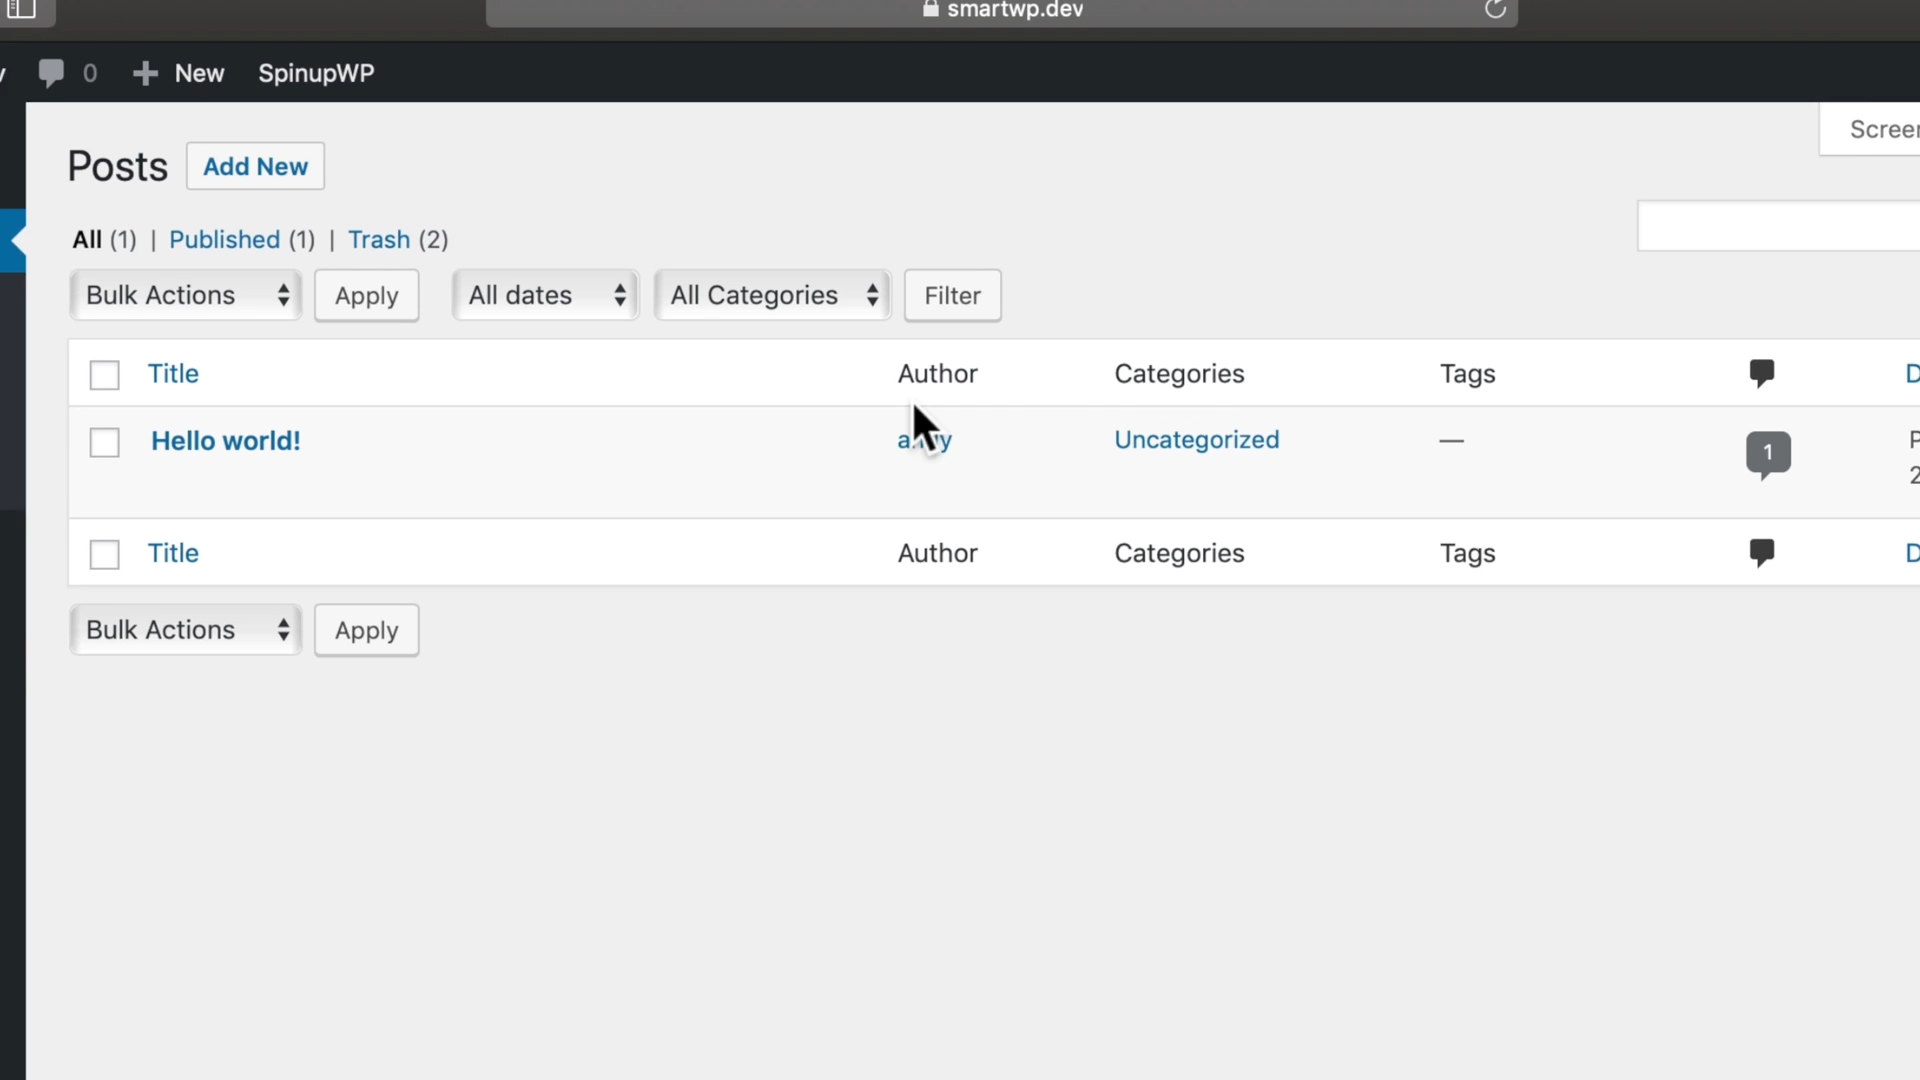 smartwp.dev
0 New SpinupWP
Posts Add New
All (1) | Published (1) | Trash (2)
Bulk Actions Apply All dates All Categories Filter
Title Author Categories Tags
Hello world! Uncategorized — 1
Title Author Categories Tags
Bulk Actions Apply